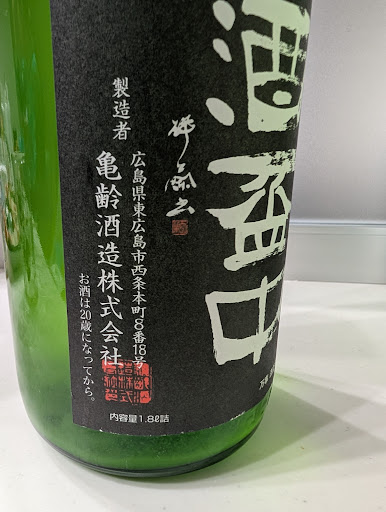 酒盃中
製造者
広島県東広島市西条本町8番18号
亀齢酒造株式会社
お酒は20歳になってから。
内容量1.8ℓ詰